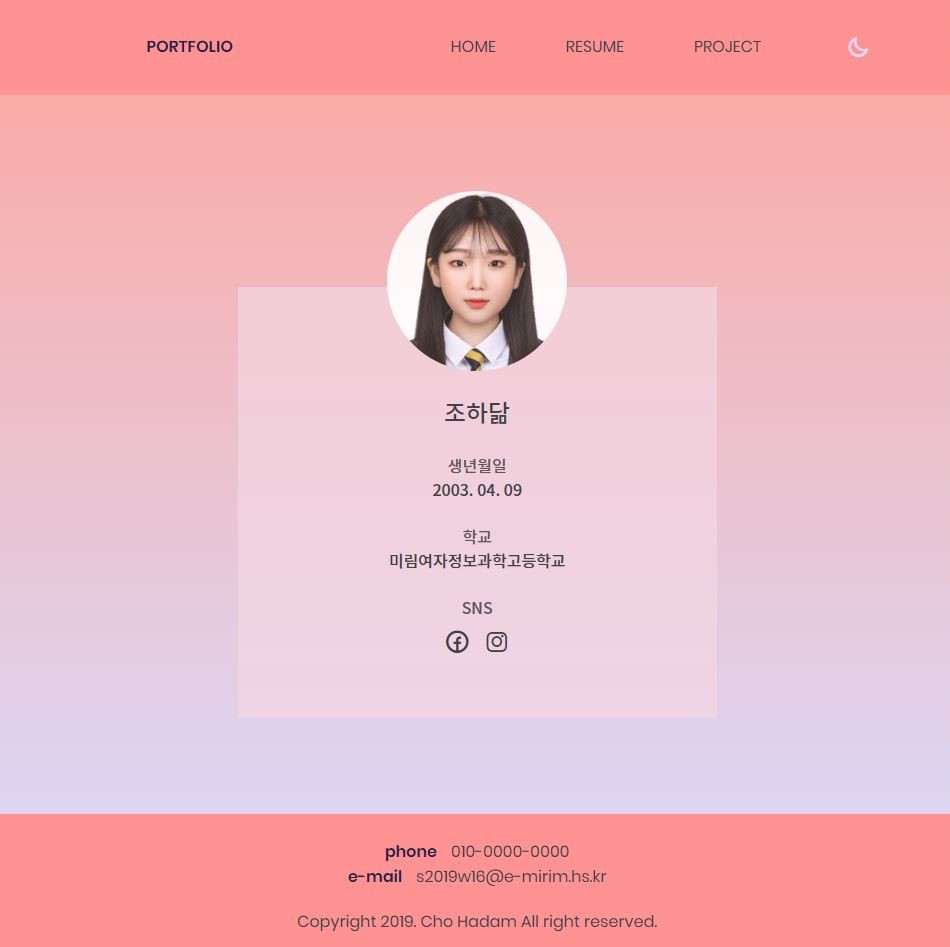 PORTFOLIO HOME RESUME PROJECT
조하닮
생년월일
2003. 04. 09
학교
미림여자정보과학고등학교
SNS
phone 010-0000-0000
e-mail s2019w16@e-mirim.hs.kr
Copyright 2019. Cho Hadam All right reserved.